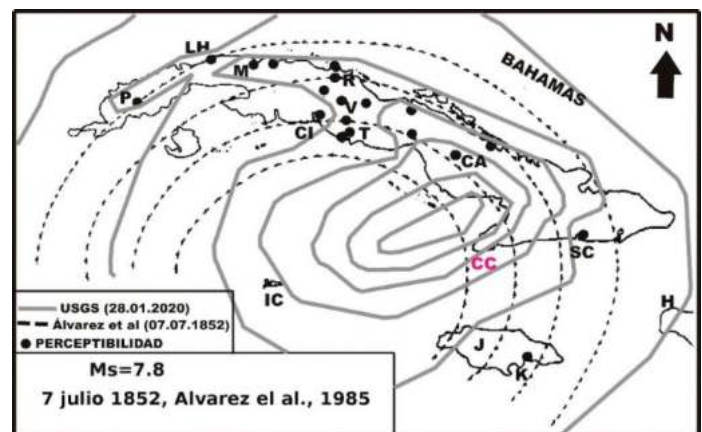 LH
N
M
BAHAMAS
P
R
V
CI
T
CA
CC
SC
IC
H
J
K
USGS (28.01.2020)
Álvarez et al (07.07.1852)
PERCEPTIBILIDAD
Ms=7.8
7 julio 1852, Alvarez el al., 1985